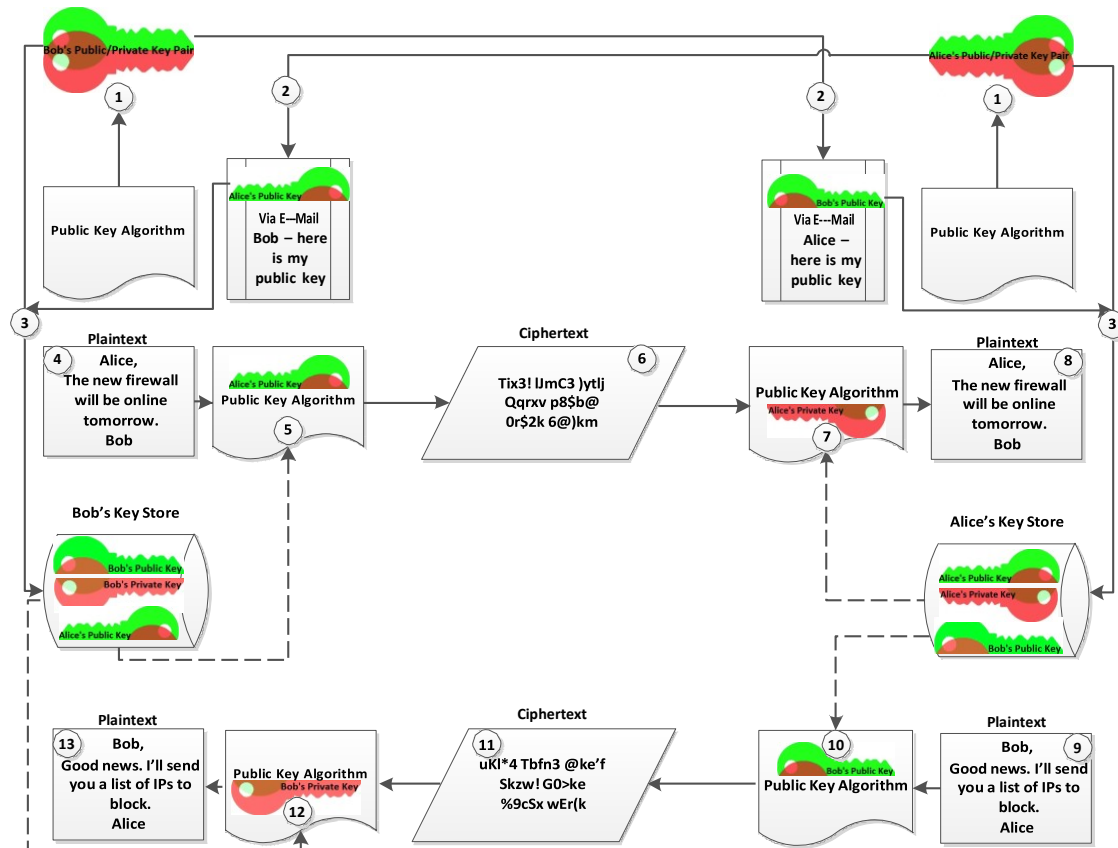 Bob's Public/Private Key Pair
Alice's Public/Private Key Pair
1
2
2
1
Public Key Algorithm
Alice's Public Key
Via E--Mail
Bob – here
is my
public key
Bob's Public Key
Via E---Mail
Alice –
here is my
public key
Public Key Algorithm
3
3
Plaintext
4
Alice,
The new firewall
will be online
tomorrow.
Bob
Alice's Public Key
Public Key Algorithm
5
Ciphertext
6
Tix3! lJmC3 )ytlj
Qqrxv p8$b@
0r$2k 6@)km
Public Key Algorithm
Alice's Private Key
7
Plaintext
8
Alice,
The new firewall
will be online
tomorrow.
Bob
Bob's Key Store
Bob's Public Key
Bob's Private Key
Alice's Public Key
Alice's Key Store
Alice's Public Key
Alice's Private Key
Bob's Public Key
Plaintext
13
Bob,
Good news. I'll send
you a list of IPs to
block.
Alice
Public Key Algorithm
Bob's Private Key
12
Ciphertext
11
uKl*4 Tbfn3 @ke'f
Skzw! G0>ke
%9cSx wEr(k
10
Bob's Public Key
Public Key Algorithm
Plaintext
9
Bob,
Good news. I'll send
you a list of IPs to
block.
Alice